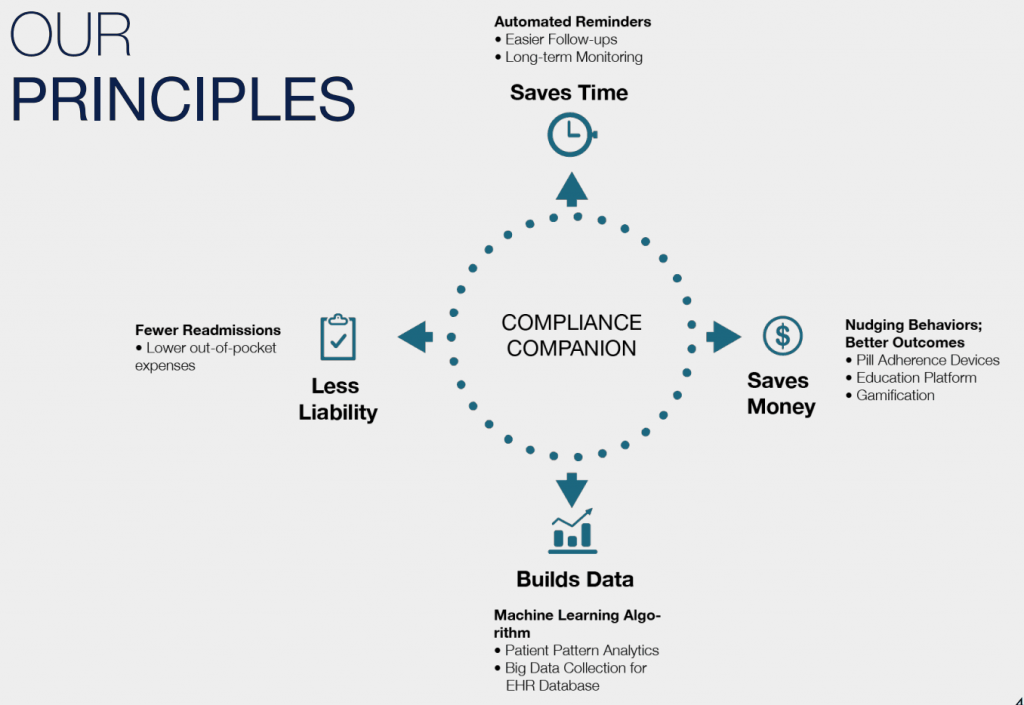 OUR
PRINCIPLES
Automated Reminders
• Easier Follow-ups
• Long-term Monitoring
Saves Time
COMPLIANCE
COMPANION
Fewer Readmissions
• Lower out-of-pocket
expenses
Less
Liability
$
Saves
Money
Nudging Behaviors;
Better Outcomes
• Pill Adherence Devices
• Education Platform
• Gamification
Builds Data
Machine Learning Algo-
rithm
• Patient Pattern Analytics
• Big Data Collection for
EHR Database
4